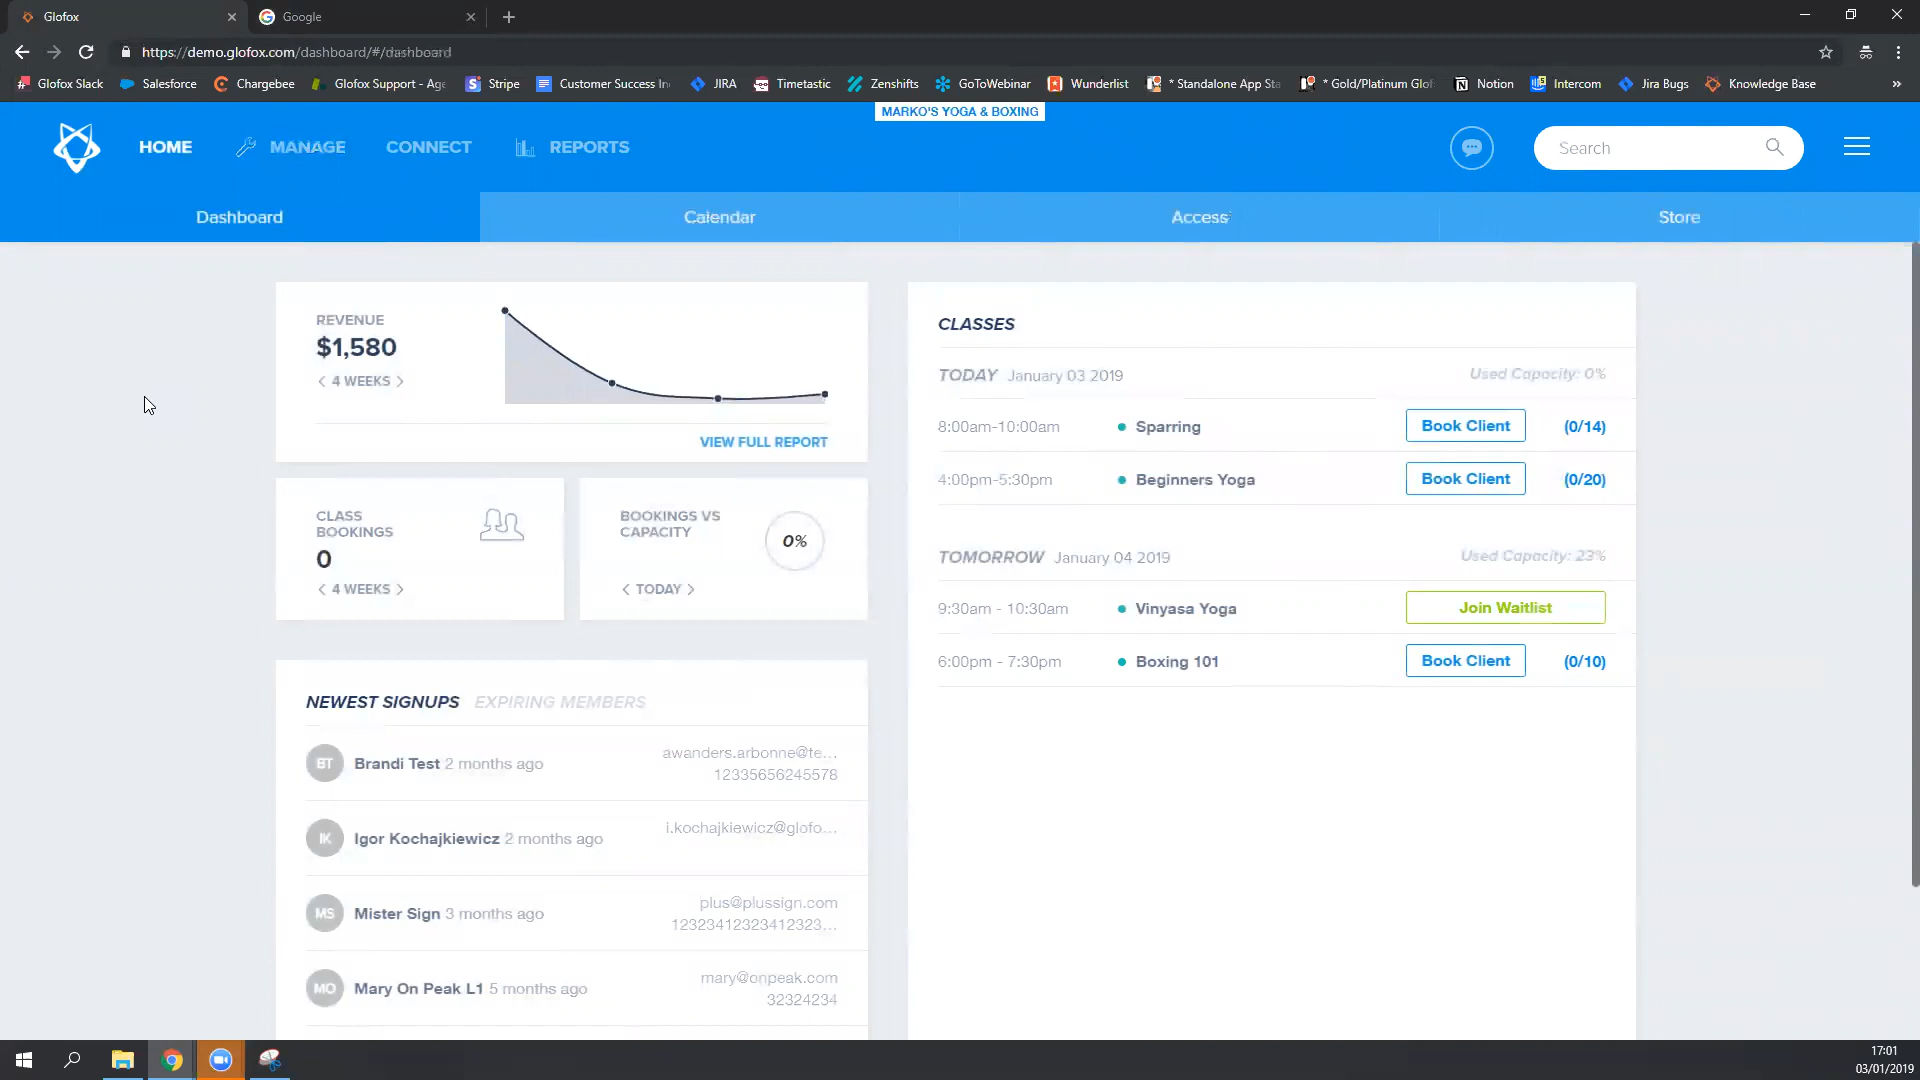 Glofox
Google
https://demo.glofox.com/dashboard/#/dashboard
Glofox Slack
Salesforce
Chargebee
Glofox Support - Age
Stripe
Customer Success In
JIRA
Timetastic
Zenshifts
GoToWebinar
Wunderlist
* Standalone App Sta
* Gold/Platinum Glof
Notion
Intercom
Jira Bugs
Knowledge Base
»
MARKO'S YOGA & BOXING
HOME
MANAGE
CONNECT
REPORTS
Search
Dashboard
Calendar
Access
Store
REVENUE
$1,580
< 4 WEEKS >
VIEW FULL REPORT
CLASS
BOOKINGS
0
< 4 WEEKS >
BOOKINGS VS
CAPACITY
0%
< TODAY >
NEWEST SIGNUPS EXPIRING MEMBERS
BT Brandi Test 2 months ago
awanders.arbonne@te...
12335656245578
IK Igor Kochajkiewicz 2 months ago
i.kochajkiewicz@glofo...
MS Mister Sign 3 months ago
plus@plussign.com
12323412323412323...
MO Mary On Peak L1 5 months ago
mary@onpeak.com
32324234
CLASSES
TODAY January 03 2019 Used Capacity: 0%
8:00am-10:00am Sparring Book Client (0/14)
4:00pm-5:30pm Beginners Yoga Book Client (0/20)
TOMORROW January 04 2019 Used Capacity: 23%
9:30am - 10:30am Vinyasa Yoga Join Waitlist
6:00pm - 7:30pm Boxing 101 Book Client (0/10)
17:01
03/01/2019